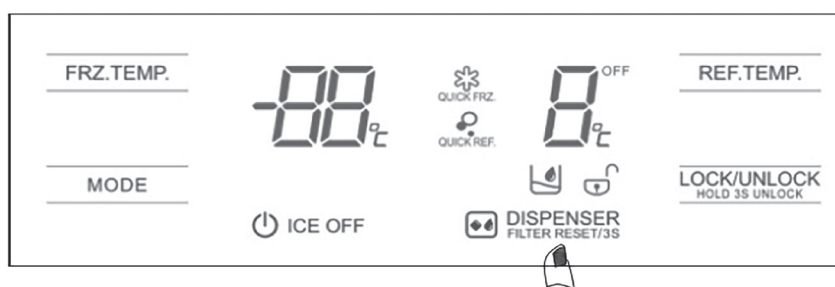 FRZ.TEMP.
-88°C
QUICK FRZ.
QUICK REF.
8°C
OFF
REF.TEMP.
MODE
LOCK/UNLOCK
HOLD 3S UNLOCK
ICE OFF
DISPENSER
FILTER RESET/3S